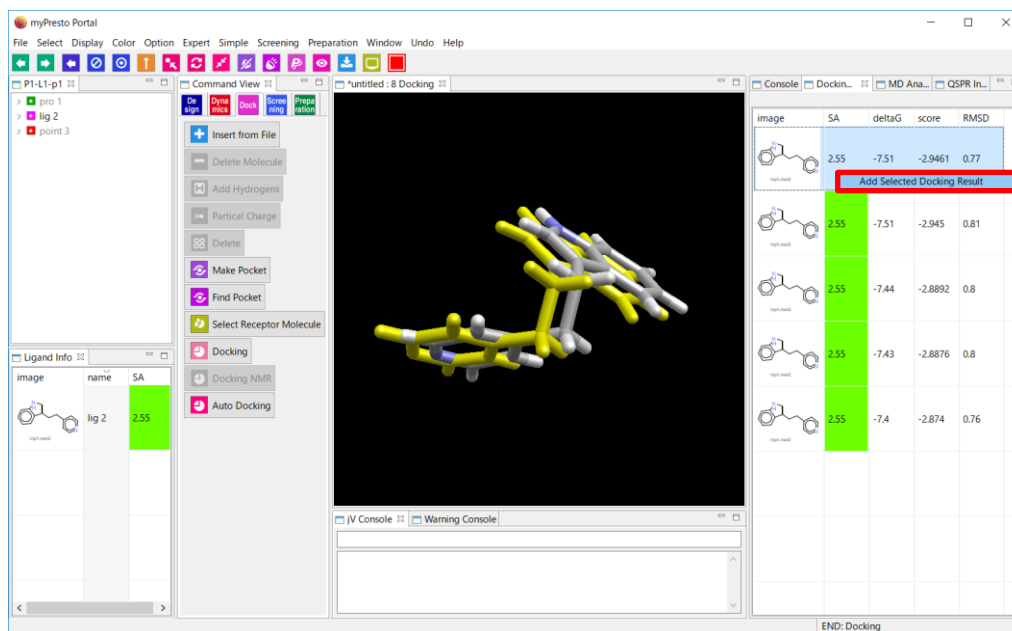 myPresto Portal
File Select Display Color Option Expert Simple Screening Preparation Window Undo Help
P1-L1-p1
pro 1
lig 2
point 3
Ligand Info
image name SA
lig 2 2.55
Command View
De
sign
Dyna
mics
Dock
Scree
ning
Prepa
ration
Insert from File
Delete Molecule
Add Hydrogens
Partical Charge
Delete
Make Pocket
Find Pocket
Select Receptor Molecule
Docking
Docking NMR
Auto Docking
*untitled : 8 Docking
jV Console Warning Console
Console Dockin... MD Ana... QSPR In...
image SA deltaG score RMSD
2.55 -7.51 -2.9461 0.77
Add Selected Docking Result
2.55 -7.51 -2.945 0.81
2.55 -7.44 -2.8892 0.8
2.55 -7.43 -2.8876 0.8
2.55 -7.4 -2.874 0.76
END: Docking